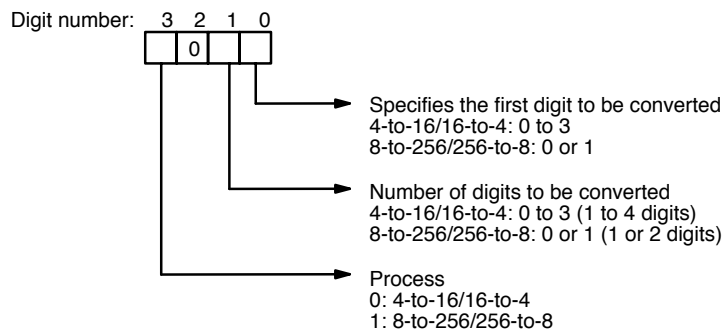 Digit number: 3 2 1 0
0
Specifies the first digit to be converted
4-to-16/16-to-4: 0 to 3
8-to-256/256-to-8: 0 or 1
Number of digits to be converted
4-to-16/16-to-4: 0 to 3 (1 to 4 digits)
8-to-256/256-to-8: 0 or 1 (1 or 2 digits)
Process
0: 4-to-16/16-to-4
1: 8-to-256/256-to-8